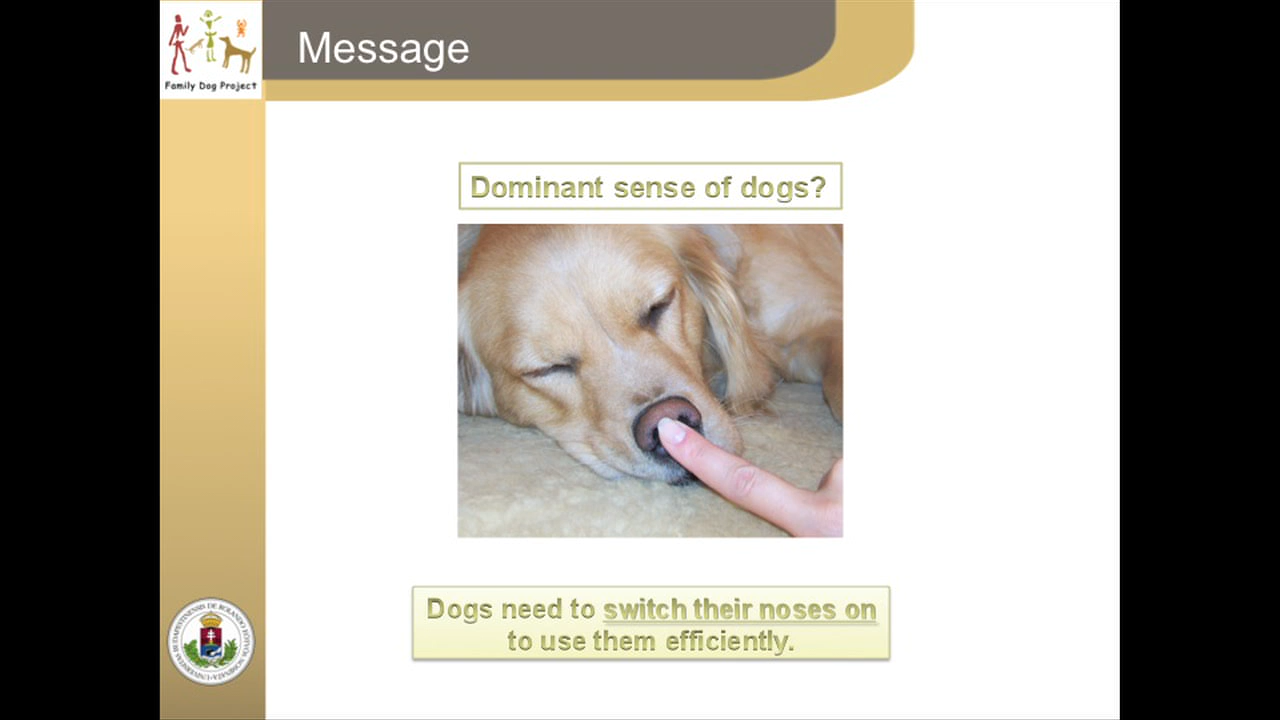 Family Dog Project
Message
Dominant sense of dogs?
Dogs need to switch their noses on
to use them efficiently.